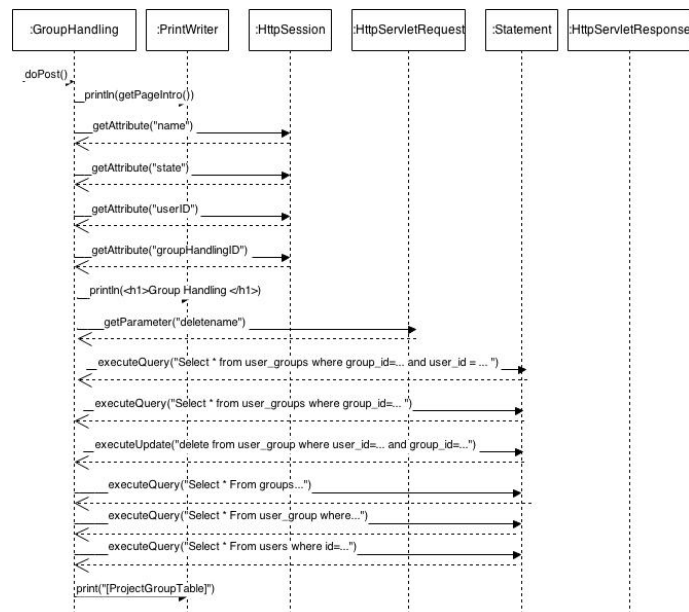 :GroupHandling :PrintWriter :HttpSession :HttpServletRequest :Statement :HttpServletResponse
doPost()
println(getPageIntro())
getAttribute("name")
getAttribute("state")
getAttribute("userID")
getAttribute("groupHandlingID")
println(<h1>Group Handling </h1>)
getParameter("deletename")
executeQuery("Select * from user_groups where group_id=... and user_id = ... ")
executeQuery("Select * from user_groups where group_id=... ")
executeUpdate("delete from user_group where user_id=... and group_id=...")
executeQuery("Select * From groups...")
executeQuery("Select * From user_group where...")
executeQuery("Select * From users where id=...")
print("[ProjectGroupTable]")